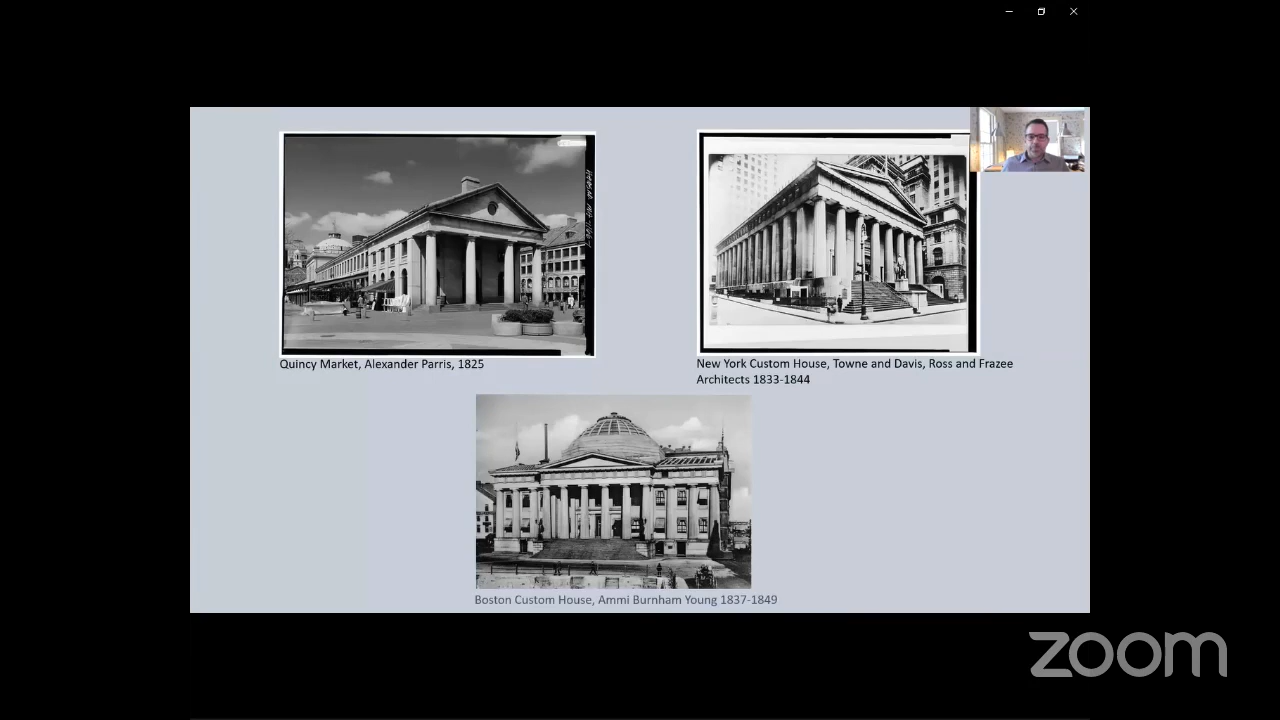 Quincy Market, Alexander Parris, 1825
New York Custom House, Towne and Davis, Ross and Frazee
Architects 1833-1844
Boston Custom House, Ammi Burnham Young 1837-1849
zoom